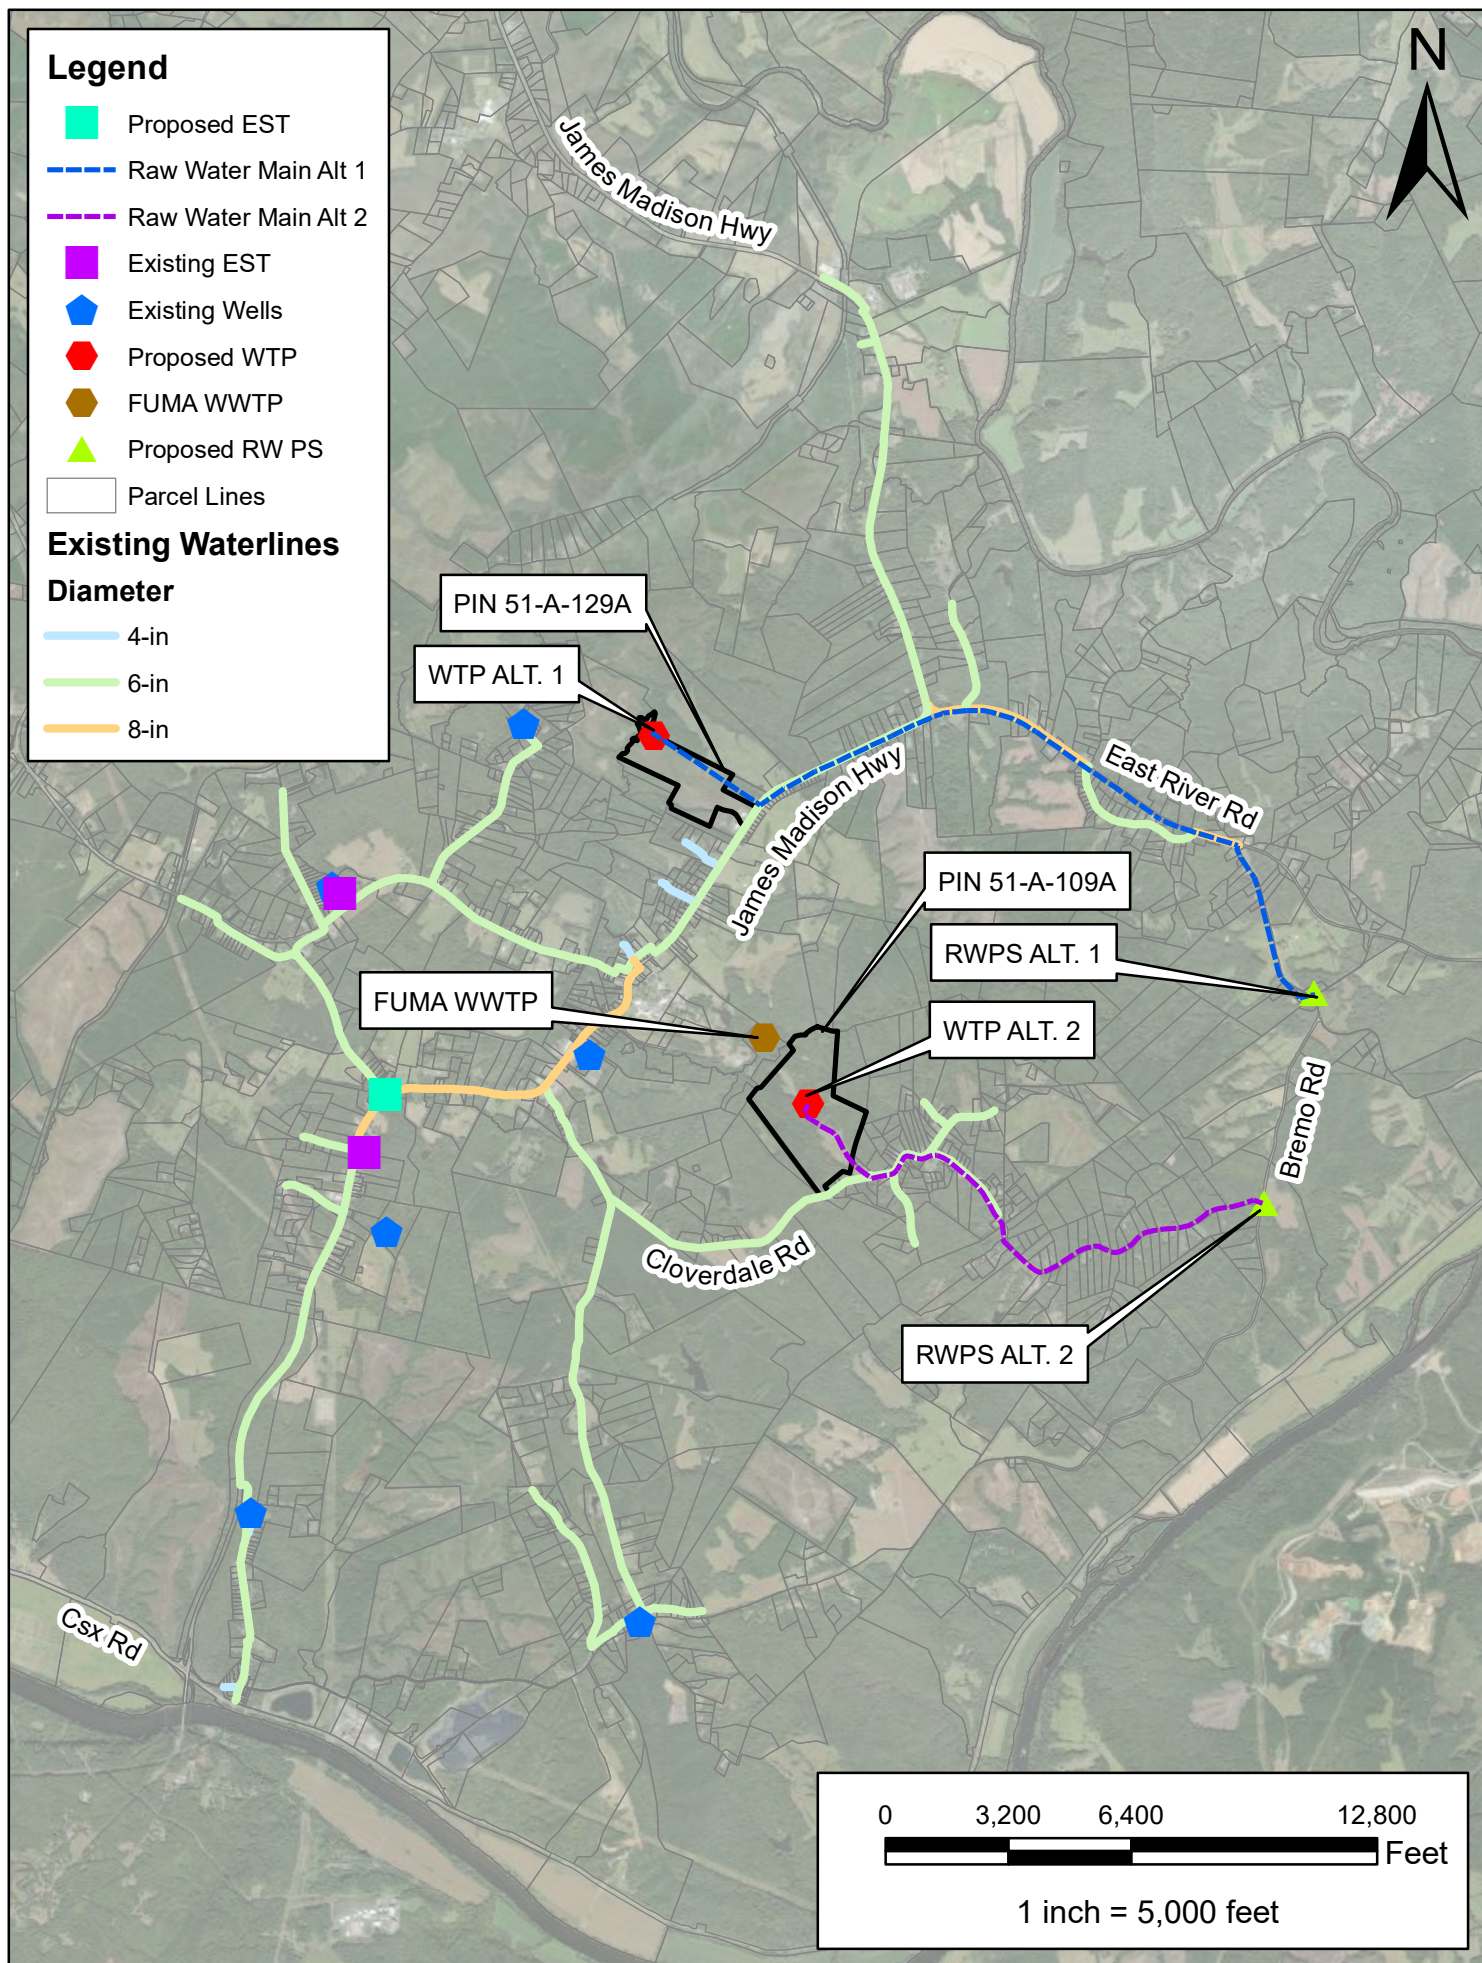 Legend
Proposed EST
Raw Water Main Alt 1
Raw Water Main Alt 2
Existing EST
Existing Wells
Proposed WTP
FUMA WWTP
Proposed RW PS
Parcel Lines
Existing Waterlines
Diameter
4-in
6-in
8-in
N
James Madison Hwy
PIN 51-A-129A
WTP ALT. 1
James Madison Hwy
East River Rd
PIN 51-A-109A
RWPS ALT. 1
FUMA WWTP
WTP ALT. 2
Bremo Rd
Cloverdale Rd
RWPS ALT. 2
Csx Rd
0 3,200 6,400 12,800
Feet
1 inch = 5,000 feet